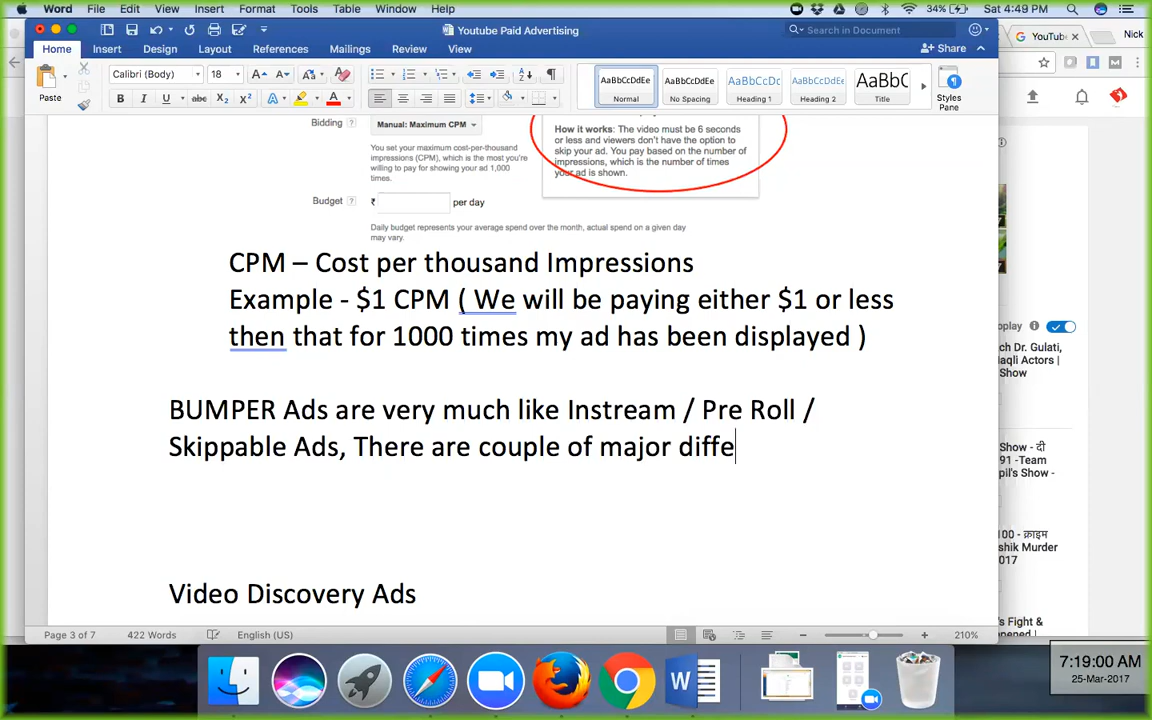 Word File Edit View Insert Format Tools Table Window Help
34% Sat 4:49 PM
Youtube Paid Advertising
Search in Document
YouTub
Nick
Home Insert Design Layout References Mailings Review View
Share
Paste
Calibri (Body) 18
AaBbCcDdEe AaBbCcDdEe AaBbCcDd AaBbCcDdEe AaBbC
Normal No Spacing Heading 1 Heading 2 Title
Styles
Pane
Bidding ? Manual: Maximum CPM
You set your maximum cost-per-thousand
impressions (CPM), which is the most you're
willing to pay for showing your ad 1,000
times.
How it works: The video must be 6 seconds
or less and viewers don't have the option to
skip your ad. You pay based on the number of
impressions, which is the number of times
your ad is shown.
Budget ? ₹ per day
Daily budget represents your average spend over the month, actual spend on a given day
may vary.
CPM – Cost per thousand Impressions
Example - $1 CPM ( We will be paying either $1 or less
then that for 1000 times my ad has been displayed )
BUMPER Ads are very much like Instream / Pre Roll /
Skippable Ads, There are couple of major diffe
Video Discovery Ads
Page 3 of 7 422 Words English (US) 210%
play
ch Dr. Gulati,
aqli Actors |
Show
Show - दी
91 -Team
pil's Show -
100 - क्राइम
shik Murder
017
s Fight &
7:19:00 AM
25-Mar-2017